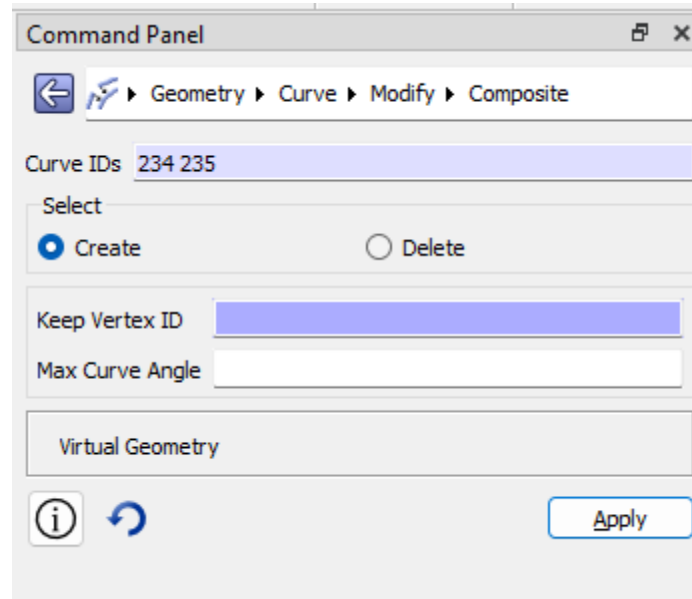 Command Panel
Geometry Curve Modify Composite
Curve IDs 234 235
Select
Create Delete
Keep Vertex ID
Max Curve Angle
Virtual Geometry
i
Apply